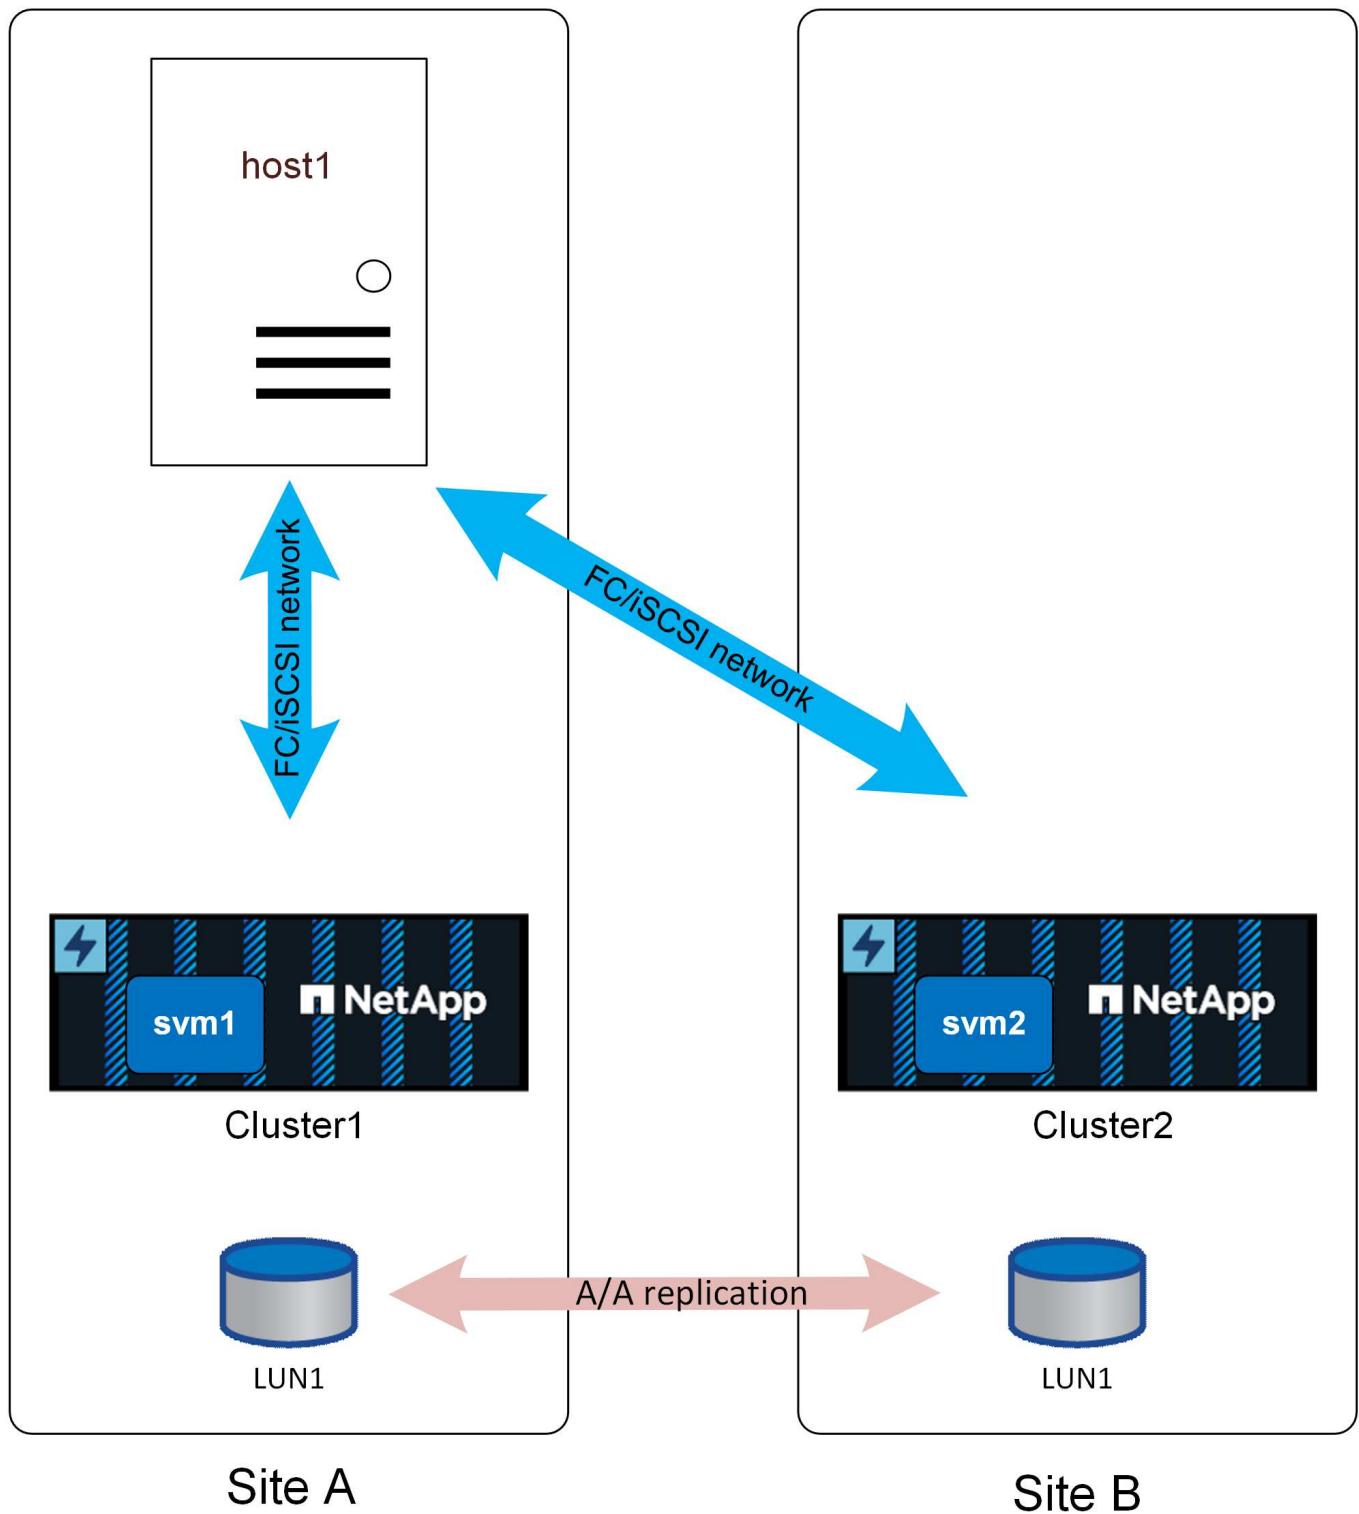 host1
FC/iSCSI network
FC/iSCSI network
svm1
NetApp
svm2
NetApp
Cluster1
Cluster2
A/A replication
LUN1
LUN1
Site A
Site B